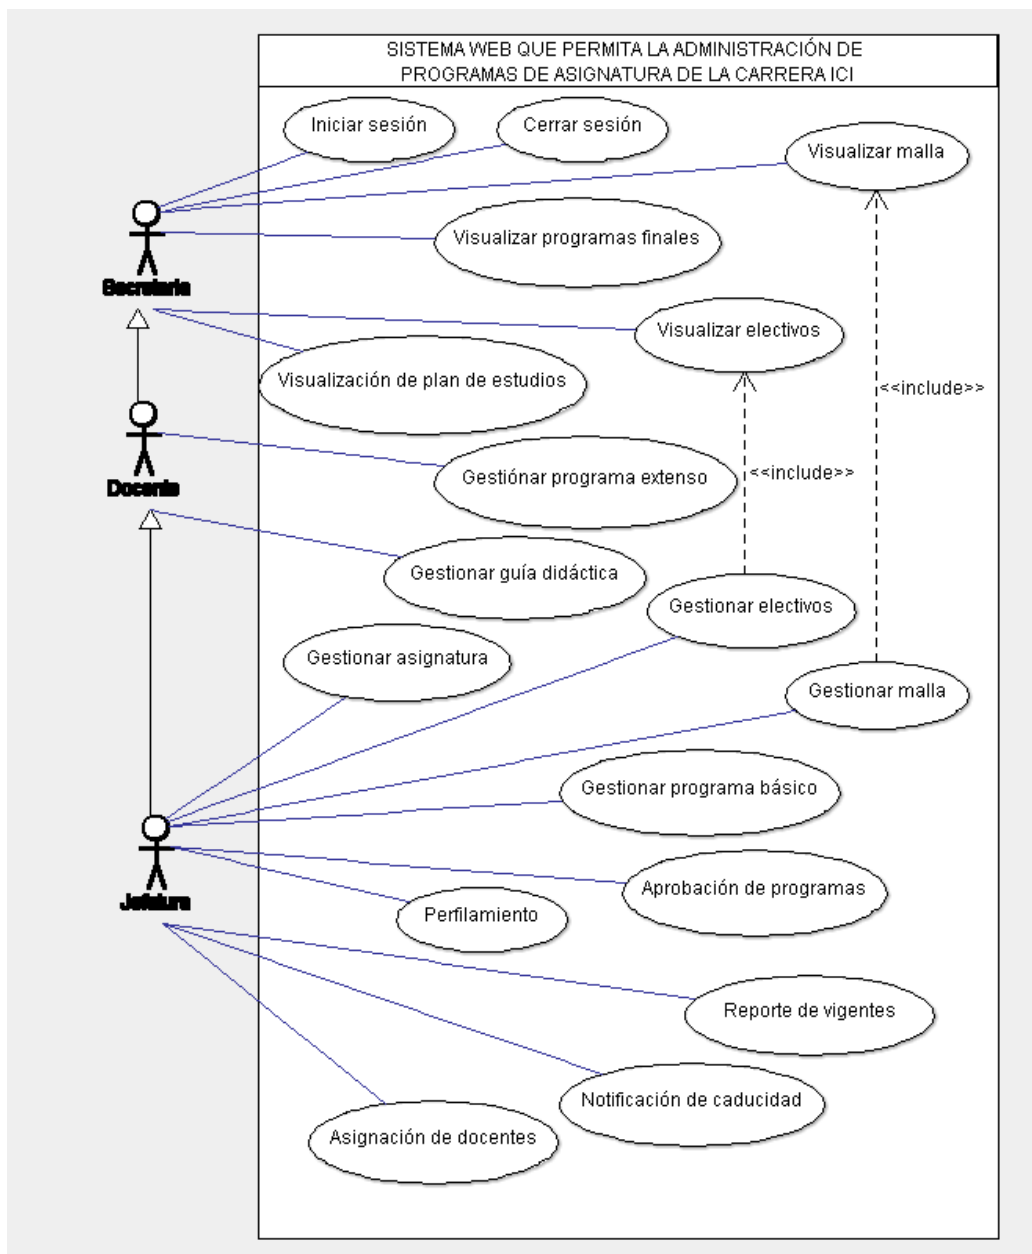 SISTEMA WEB QUE PERMITA LA ADMINISTRACIÓN DE
PROGRAMAS DE ASIGNATURA DE LA CARRERA ICI
Iniciar sesión
Cerrar sesión
Visualizar malla
Visualizar programas finales
Secretaria
Visualizar electivos
Visualización de plan de estudios
<<include>>
Gestiónar programa extenso
<<include>>
Docente
Gestionar guía didáctica
Gestionar electivos
Gestionar asignatura
Gestionar malla
Gestionar programa básico
Aprobación de programas
Jefatura
Perfilamiento
Reporte de vigentes
Notificación de caducidad
Asignación de docentes